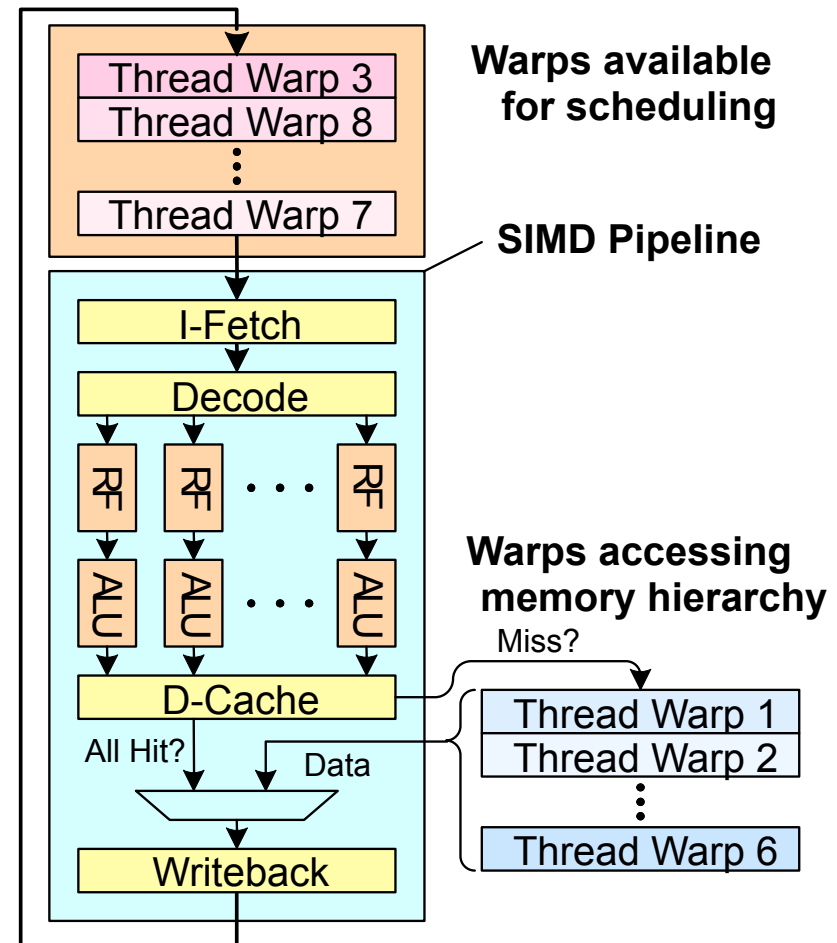 Warps available
for scheduling
Thread Warp 3
Thread Warp 8
Thread Warp 7
SIMD Pipeline
I-Fetch
Decode
RF RF RF
ALU ALU ALU
Warps accessing
memory hierarchy
Miss?
D-Cache
Thread Warp 1
All Hit? Data
Thread Warp 2
Thread Warp 6
Writeback